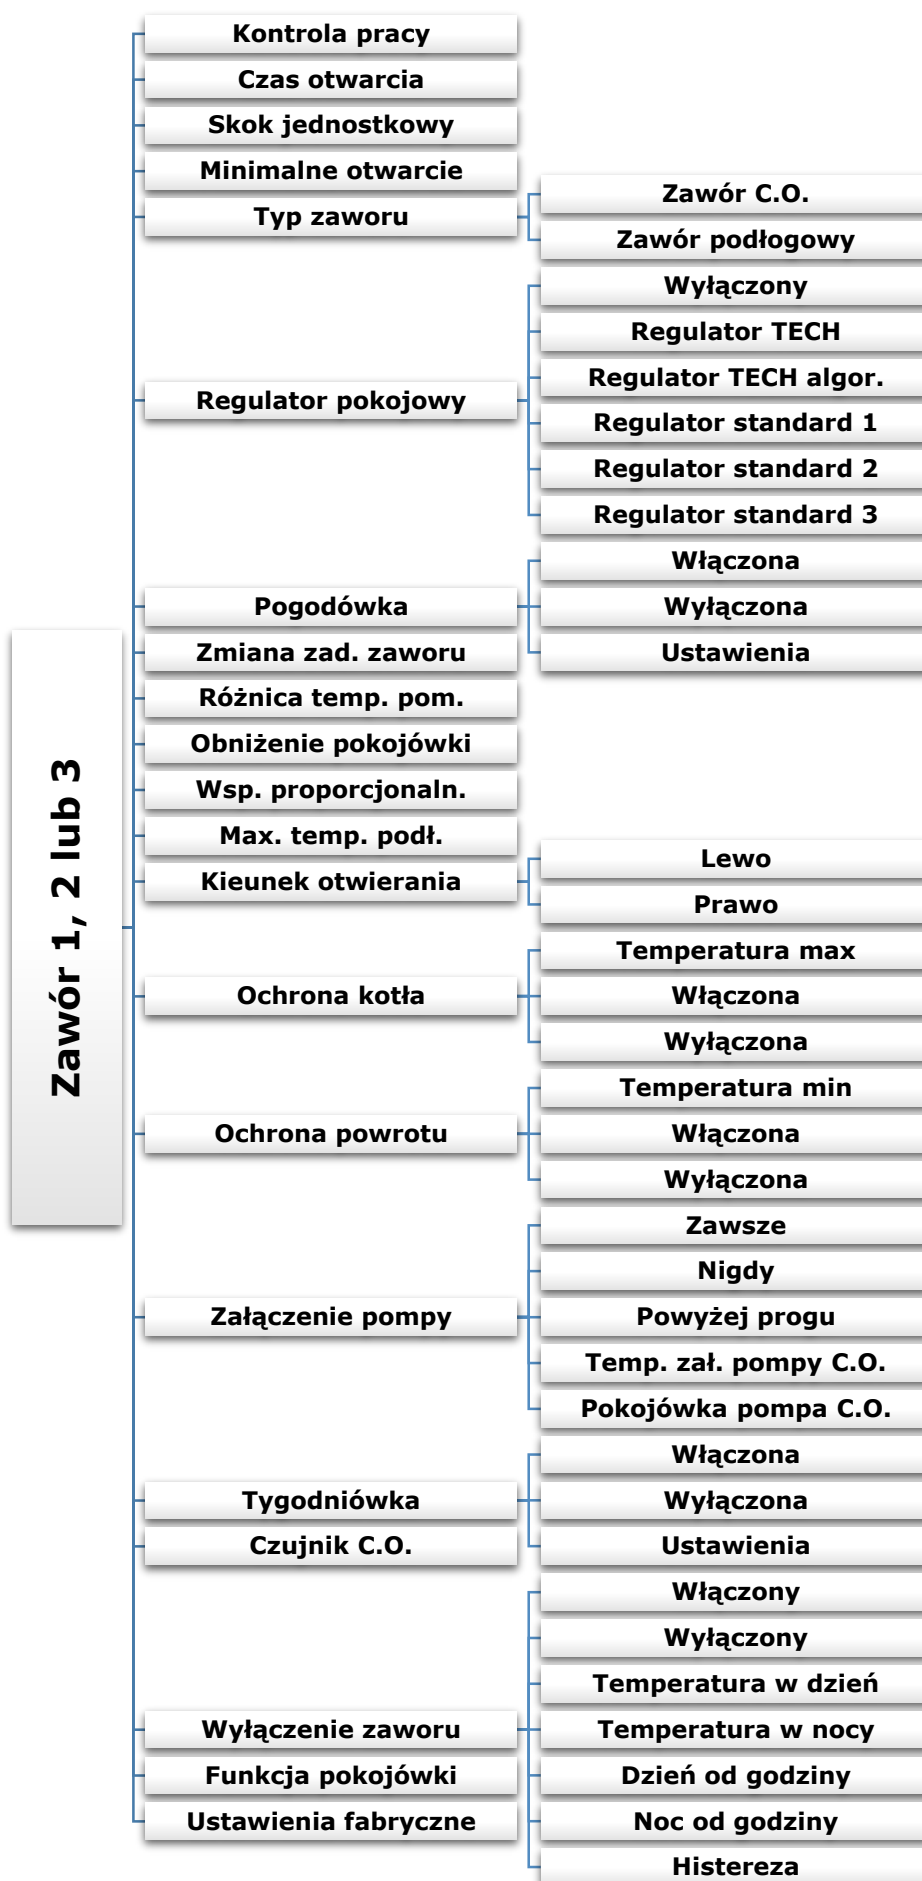 Zawór 1, 2 lub 3
Kontrola pracy
Czas otwarcia
Skok jednostkowy
Minimalne otwarcie
Typ zaworu
Zawór C.O.
Zawór podłogowy
Regulator pokojowy
Wyłączony
Regulator TECH
Regulator TECH algor.
Regulator standard 1
Regulator standard 2
Regulator standard 3
Pogodówka
Włączona
Wyłączona
Ustawienia
Zmiana zad. zaworu
Różnica temp. pom.
Obniżenie pokojówki
Wsp. proporcjonaln.
Max. temp. podł.
Kieunek otwierania
Lewo
Prawo
Ochrona kotła
Temperatura max
Włączona
Wyłączona
Ochrona powrotu
Temperatura min
Włączona
Wyłączona
Załączenie pompy
Zawsze
Nigdy
Powyżej progu
Temp. zał. pompy C.O.
Pokojówka pompa C.O.
Tygodniówka
Włączona
Wyłączona
Ustawienia
Czujnik C.O.
Wyłączenie zaworu
Włączony
Wyłączony
Temperatura w dzień
Temperatura w nocy
Dzień od godziny
Noc od godziny
Histereza
Funkcja pokojówki
Ustawienia fabryczne